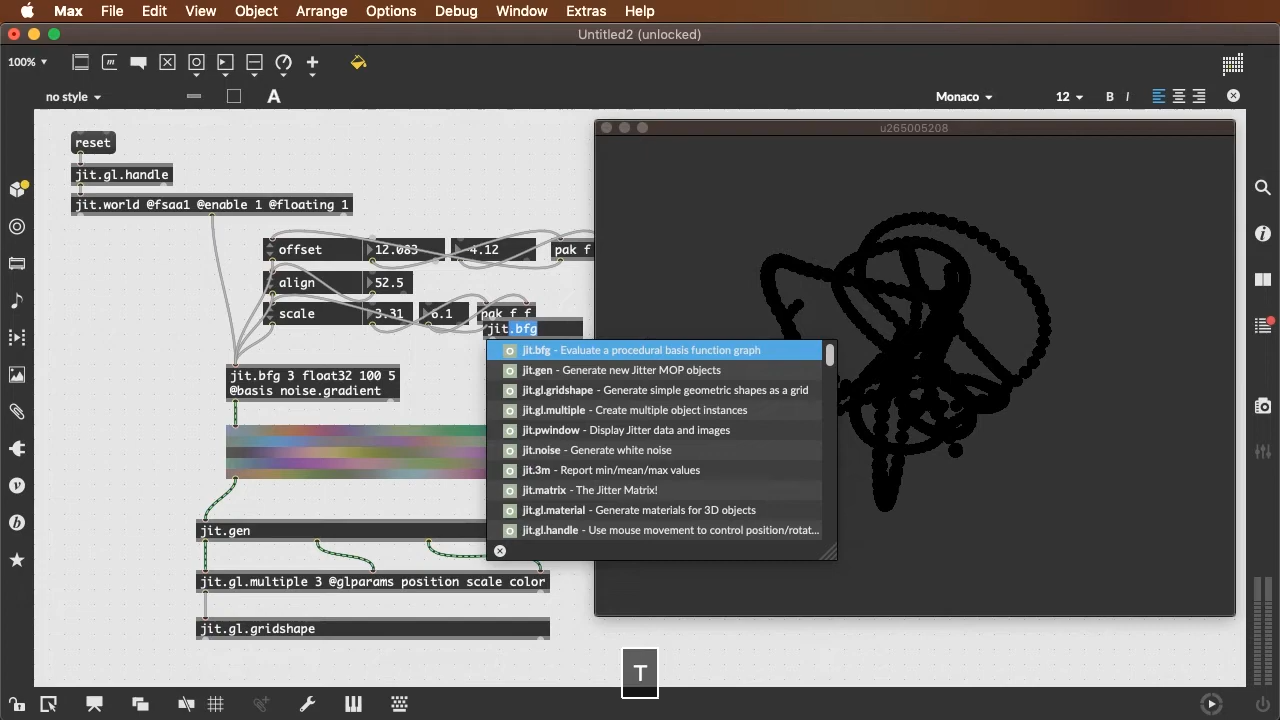 Max File Edit View Object Arrange Options Debug Window Extras Help
Untitled2 (unlocked)
100%
no style A Monaco 12 B I
u265005208
reset
jit.gl.handle
jit.world @fsaa1 @enable 1 @floating 1
offset 12.083 -4.12 pak f
align 52.5
scale 3.31 6.1 pak f f
jit.bfg
jit.bfg - Evaluate a procedural basis function graph
jit.gen - Generate new Jitter MOP objects
jit.gl.gridshape - Generate simple geometric shapes as a grid
jit.gl.multiple - Create multiple object instances
jit.pwindow - Display Jitter data and images
jit.noise - Generate white noise
jit.3m - Report min/mean/max values
jit.matrix - The Jitter Matrix!
jit.gl.material - Generate materials for 3D objects
jit.gl.handle - Use mouse movement to control position/rotat...
jit.bfg 3 float32 100 5
@basis noise.gradient
jit.gen
jit.gl.multiple 3 @glparams position scale color
jit.gl.gridshape
T